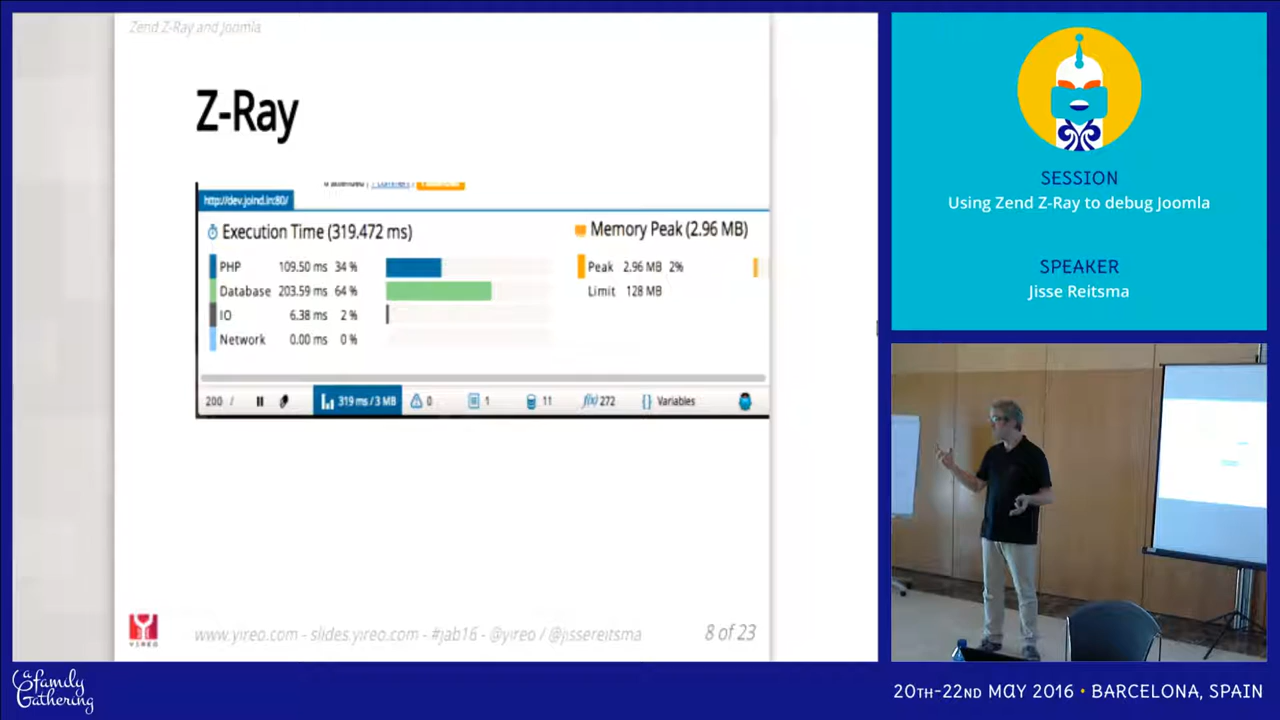 Zend Z-Ray and Joomla
Z-Ray
http://dev.joind.in:80/
Execution Time (319.472 ms)
PHP 109.50 ms 34 %
Database 203.59 ms 64 %
IO 6.38 ms 2 %
Network 0.00 ms 0 %
Memory Peak (2.96 MB)
Peak 2.96 MB 2%
Limit 128 MB
200 / 319 ms / 3 MB 0 1 11 f(x) 272 {} Variables
YIREO
www.yireo.com - slides.yireo.com - #jab16 - @yireo / @jissereitsma
8 of 23
SESSION
Using Zend Z-Ray to debug Joomla
SPEAKER
Jisse Reitsma
a family
Gathering
20TH-22ND MAY 2016 • BARCELONA, SPAIN